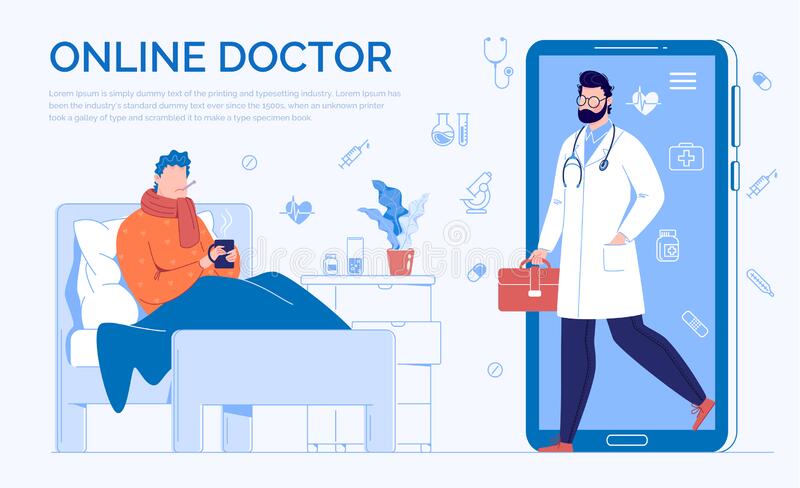 ONLINE DOCTOR
Lorem Ipsum is simply dummy text of the printing and typesetting industry. Lorem Ipsum has
been the industry's standard dummy text ever since the 1500s, when an unknown printer
took a galley of type and scrambled it to make a type specimen book.
dreamstime